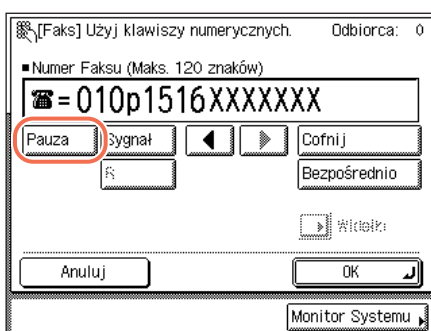 [Faks] Użyj klawiszy numerycznych. Odbiorca: 0
■Numer Faksu (Maks. 120 znaków)
☎=010p1516XXXXXXX
Pauza Sygnał ◀ ▶ Cofnij
R Bezpośrednio
Widełki
Anuluj OK
Monitor Systemu